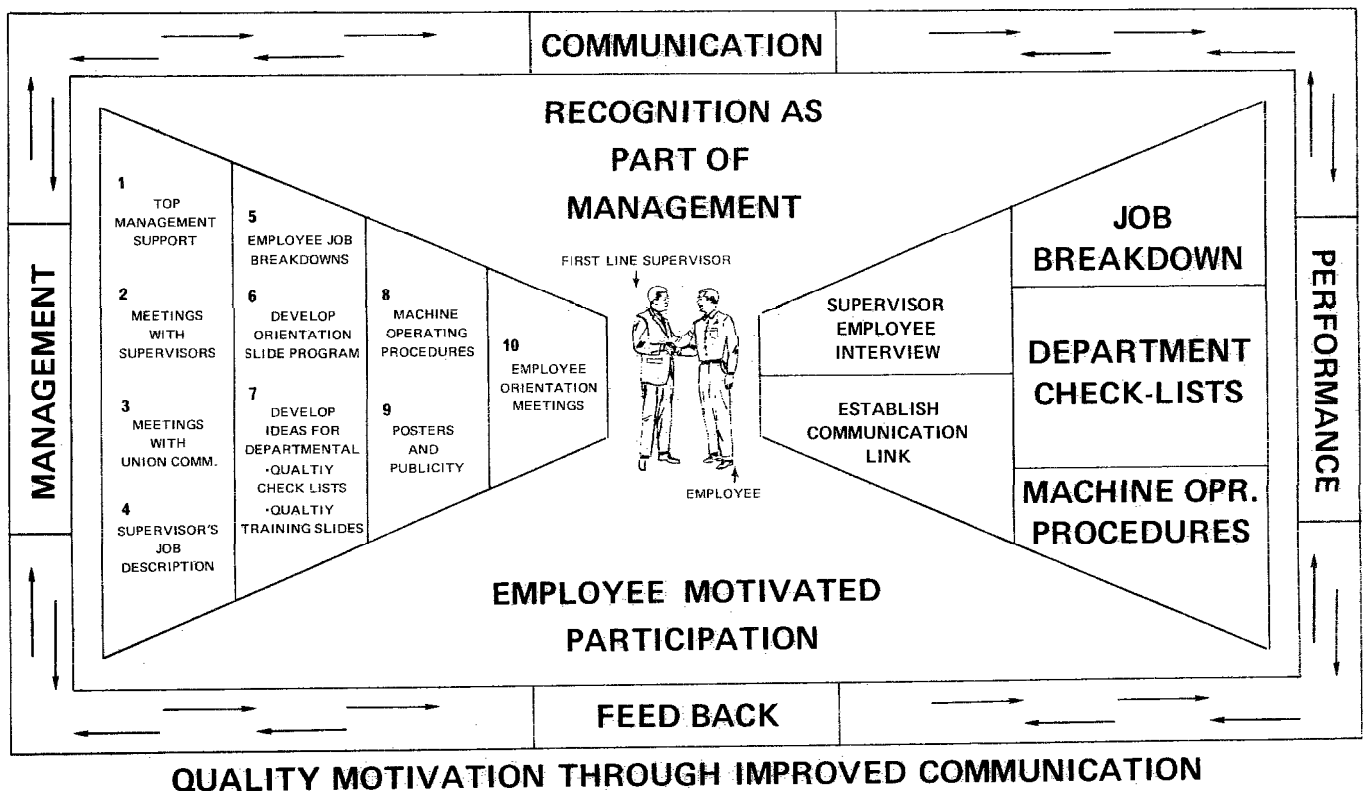 COMMUNICATION
RECOGNITION AS
PART OF
MANAGEMENT
MANAGEMENT
1
TOP
MANAGEMENT
SUPPORT
2
MEETINGS
WITH
SUPERVISORS
3
MEETINGS
WITH
UNION COMM.
4
SUPERVISOR'S
JOB
DESCRIPTION
5
EMPLOYEE JOB
BREAKDOWNS
6
DEVELOP
ORIENTATION
SLIDE PROGRAM
7
DEVELOP
IDEAS FOR
DEPARTMENTAL
·QUALTIY
CHECK LISTS
·QUALTIY
TRAINING SLIDES
8
MACHINE
OPERATING
PROCEDURES
9
POSTERS
AND
PUBLICITY
10
EMPLOYEE
ORIENTATION
MEETINGS
FIRST LINE SUPERVISOR
EMPLOYEE
SUPERVISOR
EMPLOYEE
INTERVIEW
ESTABLISH
COMMUNICATION
LINK
JOB
BREAKDOWN
DEPARTMENT
CHECK-LISTS
MACHINE OPR.
PROCEDURES
PERFORMANCE
EMPLOYEE MOTIVATED
PARTICIPATION
FEED BACK
QUALITY MOTIVATION THROUGH IMPROVED COMMUNICATION